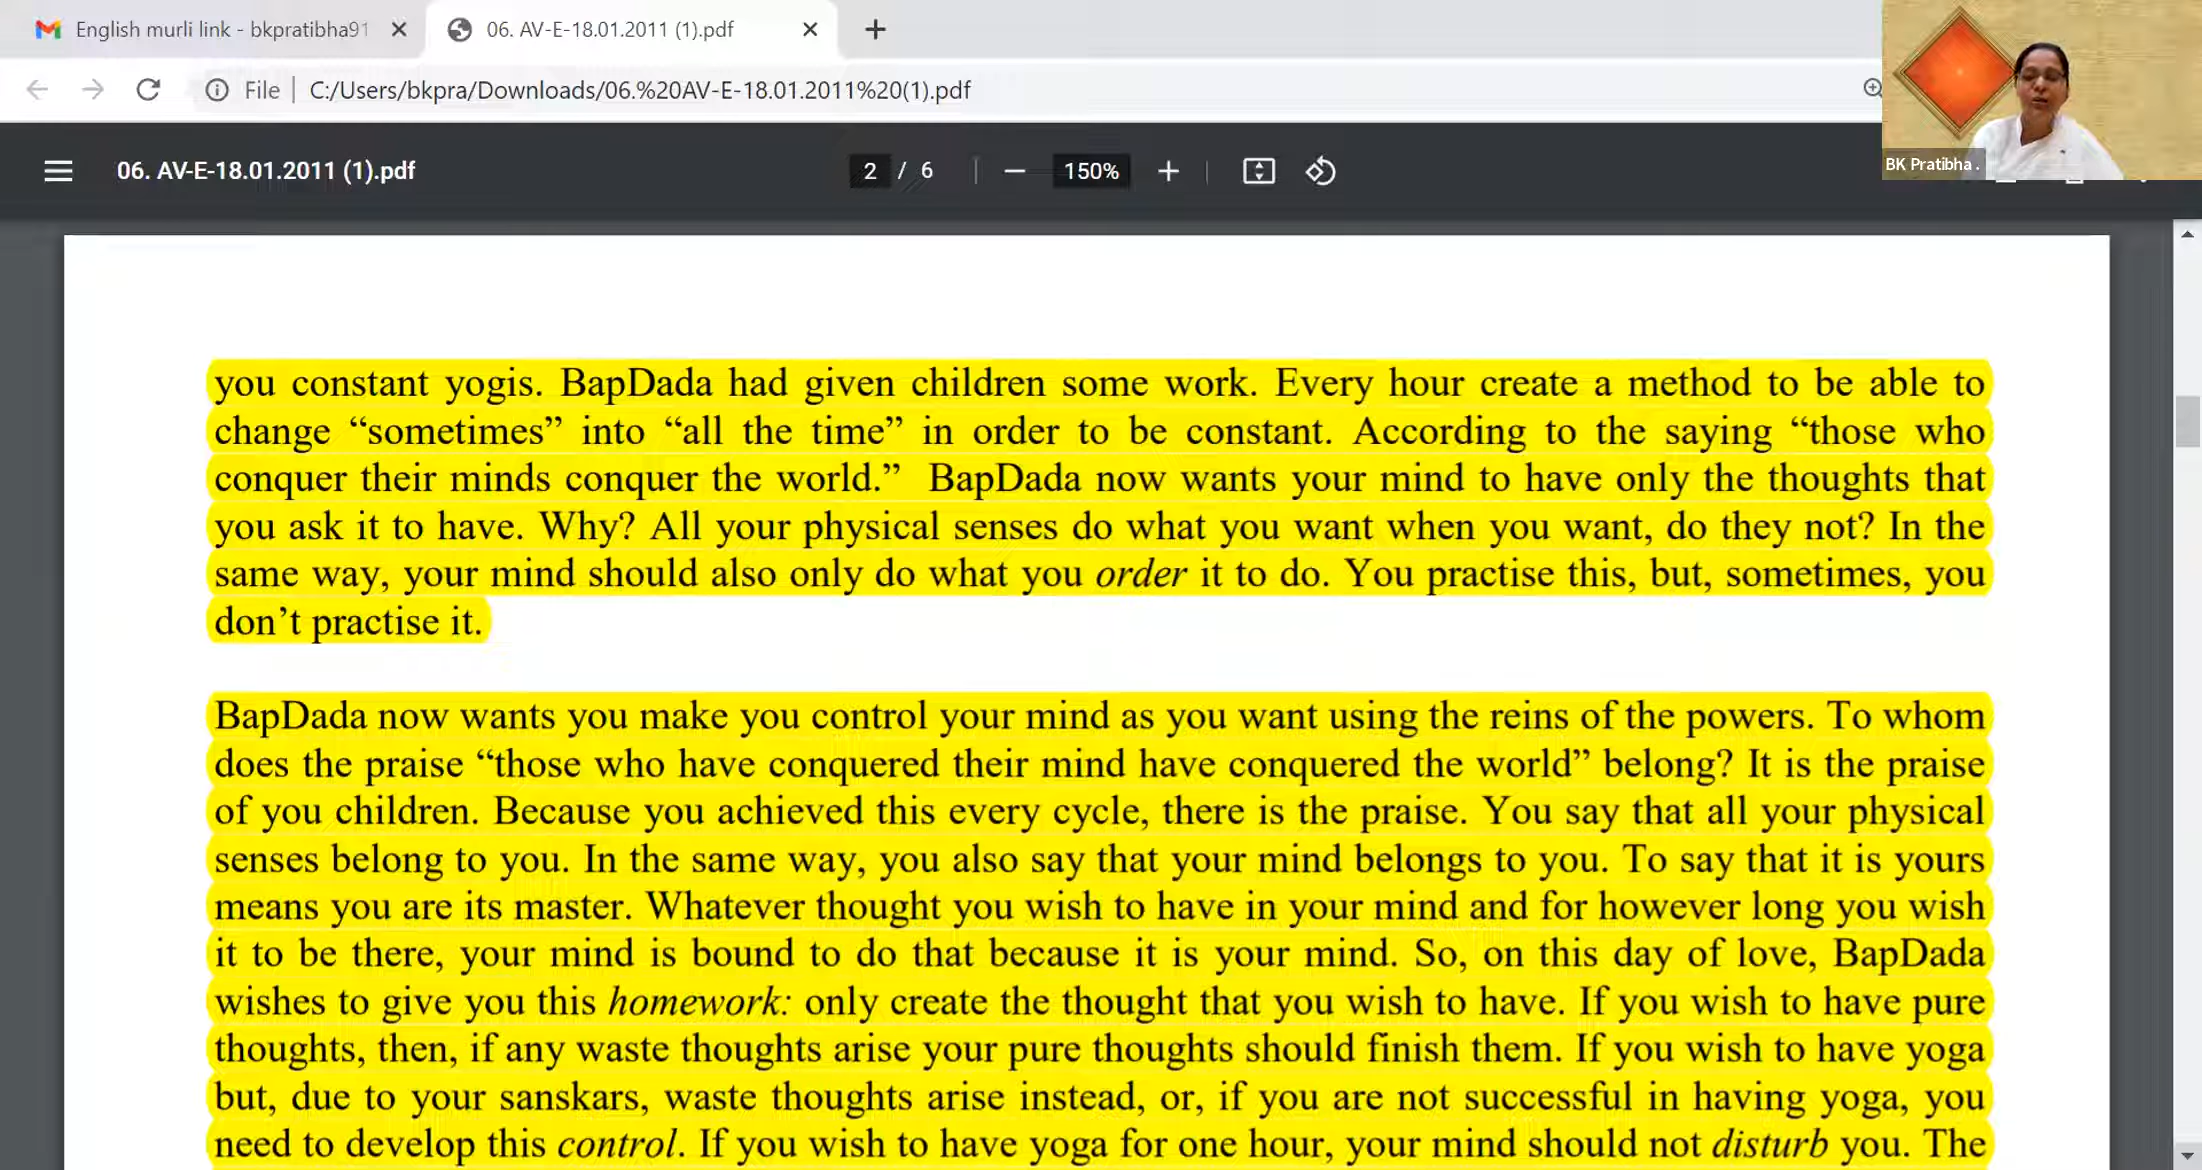 English murli link - bkpratibha91
06. AV-E-18.01.2011 (1).pdf
File
C:/Users/bkpra/Downloads/06.%20AV-E-18.01.2011%20(1).pdf
BK Pratibha .
06. AV-E-18.01.2011 (1).pdf
2 / 6
150%
you constant yogis. BapDada had given children some work. Every hour create a method to be able to
change “sometimes” into “all the time” in order to be constant. According to the saying “those who
conquer their minds conquer the world.” BapDada now wants your mind to have only the thoughts that
you ask it to have. Why? All your physical senses do what you want when you want, do they not? In the
same way, your mind should also only do what you order it to do. You practise this, but, sometimes, you
don’t practise it.
BapDada now wants you make you control your mind as you want using the reins of the powers. To whom
does the praise “those who have conquered their mind have conquered the world” belong? It is the praise
of you children. Because you achieved this every cycle, there is the praise. You say that all your physical
senses belong to you. In the same way, you also say that your mind belongs to you. To say that it is yours
means you are its master. Whatever thought you wish to have in your mind and for however long you wish
it to be there, your mind is bound to do that because it is your mind. So, on this day of love, BapDada
wishes to give you this homework: only create the thought that you wish to have. If you wish to have pure
thoughts, then, if any waste thoughts arise your pure thoughts should finish them. If you wish to have yoga
but, due to your sanskars, waste thoughts arise instead, or, if you are not successful in having yoga, you
need to develop this control. If you wish to have yoga for one hour, your mind should not disturb you. The